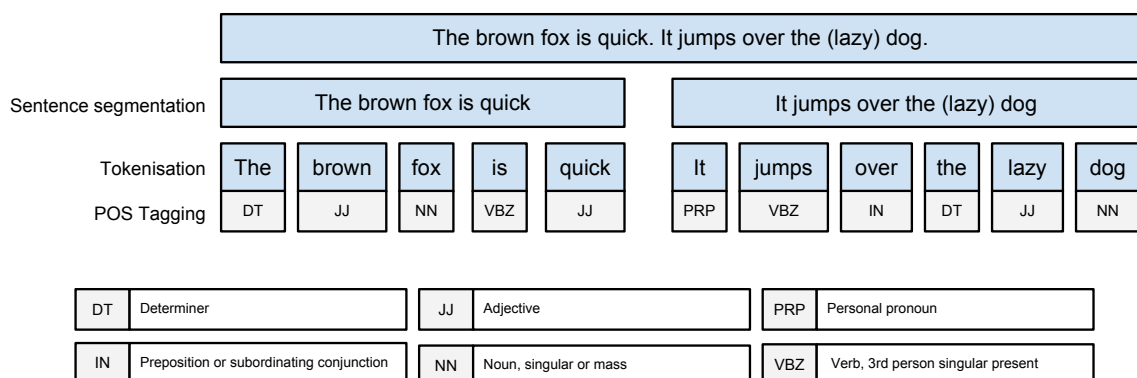 The brown fox is quick. It jumps over the (lazy) dog.
Sentence segmentation The brown fox is quick It jumps over the (lazy) dog
Tokenisation The brown fox is quick It jumps over the lazy dog
POS Tagging DT JJ NN VBZ JJ PRP VBZ IN DT JJ NN
DT Determiner JJ Adjective PRP Personal pronoun
IN Preposition or subordinating conjunction NN Noun, singular or mass VBZ Verb, 3rd person singular present